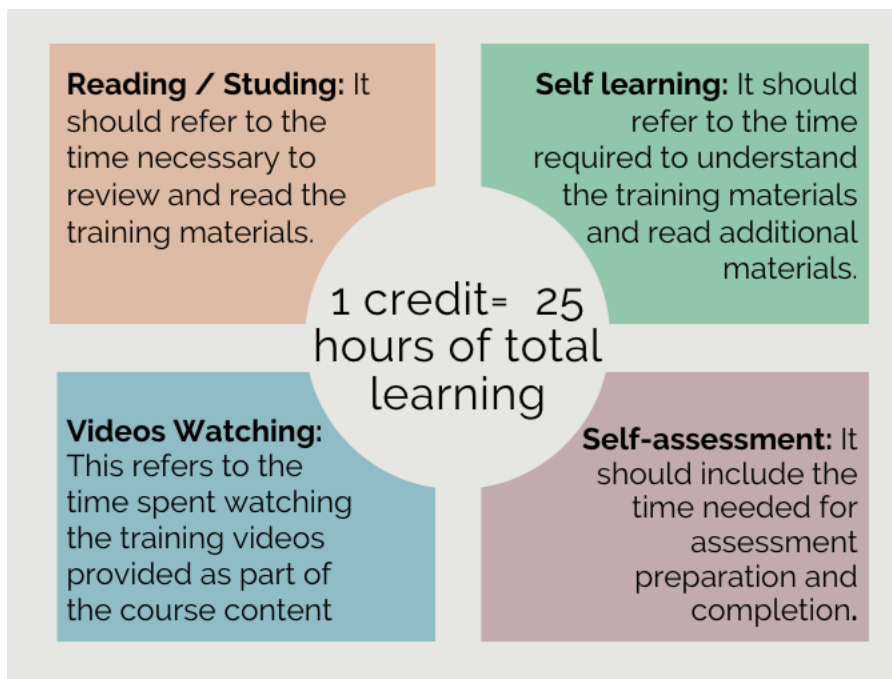 Reading / Studing: It
should refer to the
time necessary to
review and read the
training materials.
Self learning: It should
refer to the time
required to understand
the training materials
and read additional
materials.
1 credit= 25
hours of total
learning
Videos Watching:
This refers to the
time spent watching
the training videos
provided as part of
the course content
Self-assessment: It
should include the
time needed for
assessment
preparation and
completion.